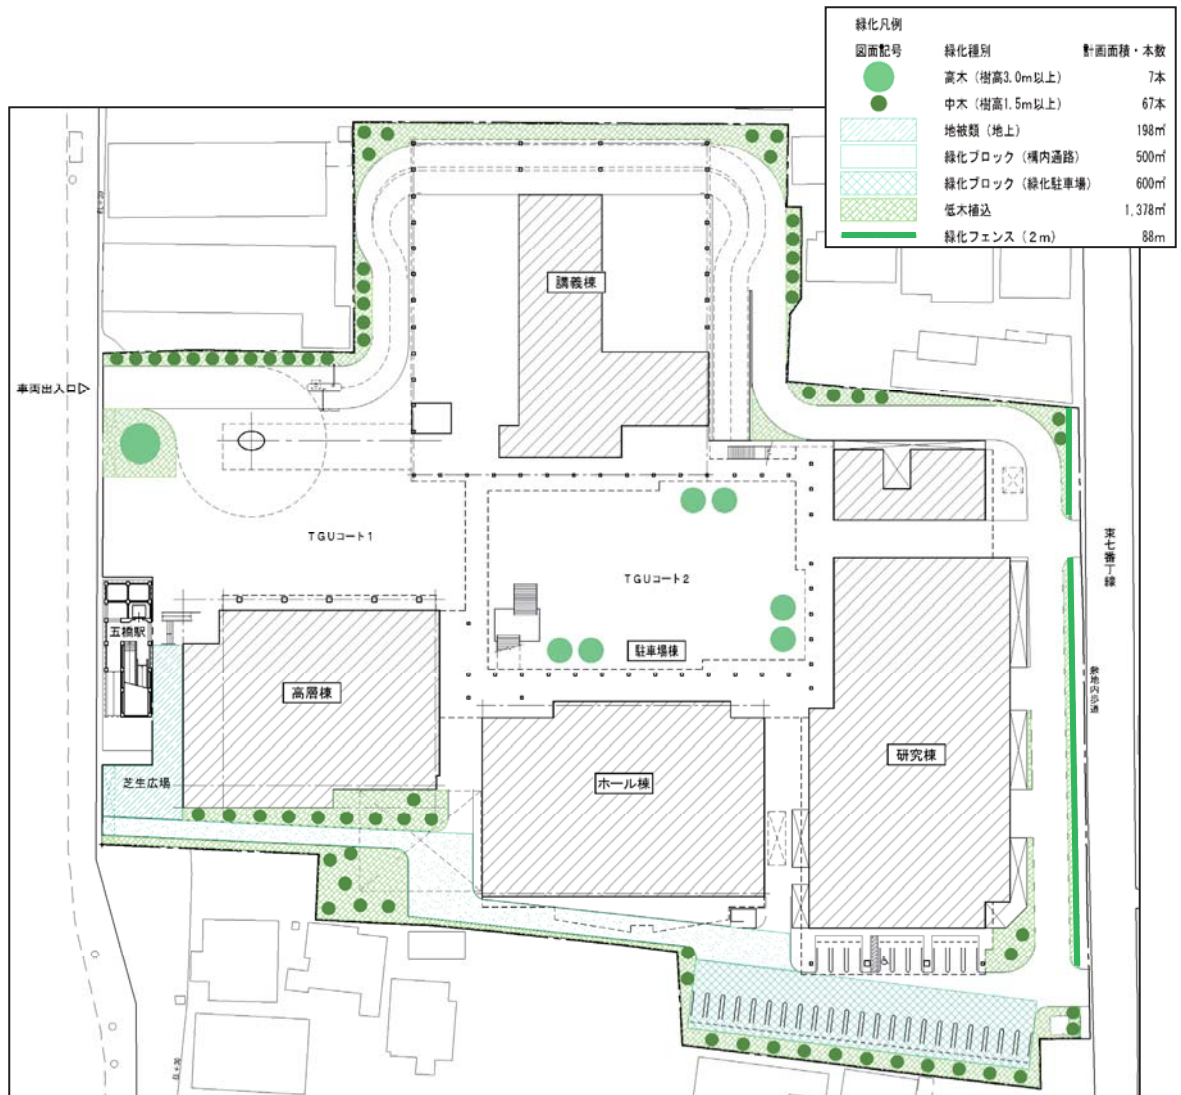 緑化凡例
図面記号 緑化種別 計画面積・本数
高木（樹高3.0m以上） 7本
中木（樹高1.5m以上） 67本
地被類（地上） 198㎡
緑化ブロック（構内通路） 500㎡
緑化ブロック（緑化駐車場） 600㎡
低木植込 1,378㎡
緑化フェンス（2m） 88m
講義棟
車両出入口
TGUコート1
TGUコート2
東七番丁線
五橋駅
駐車場棟
高層棟
敷地内歩道
研究棟
ホール棟
芝生広場